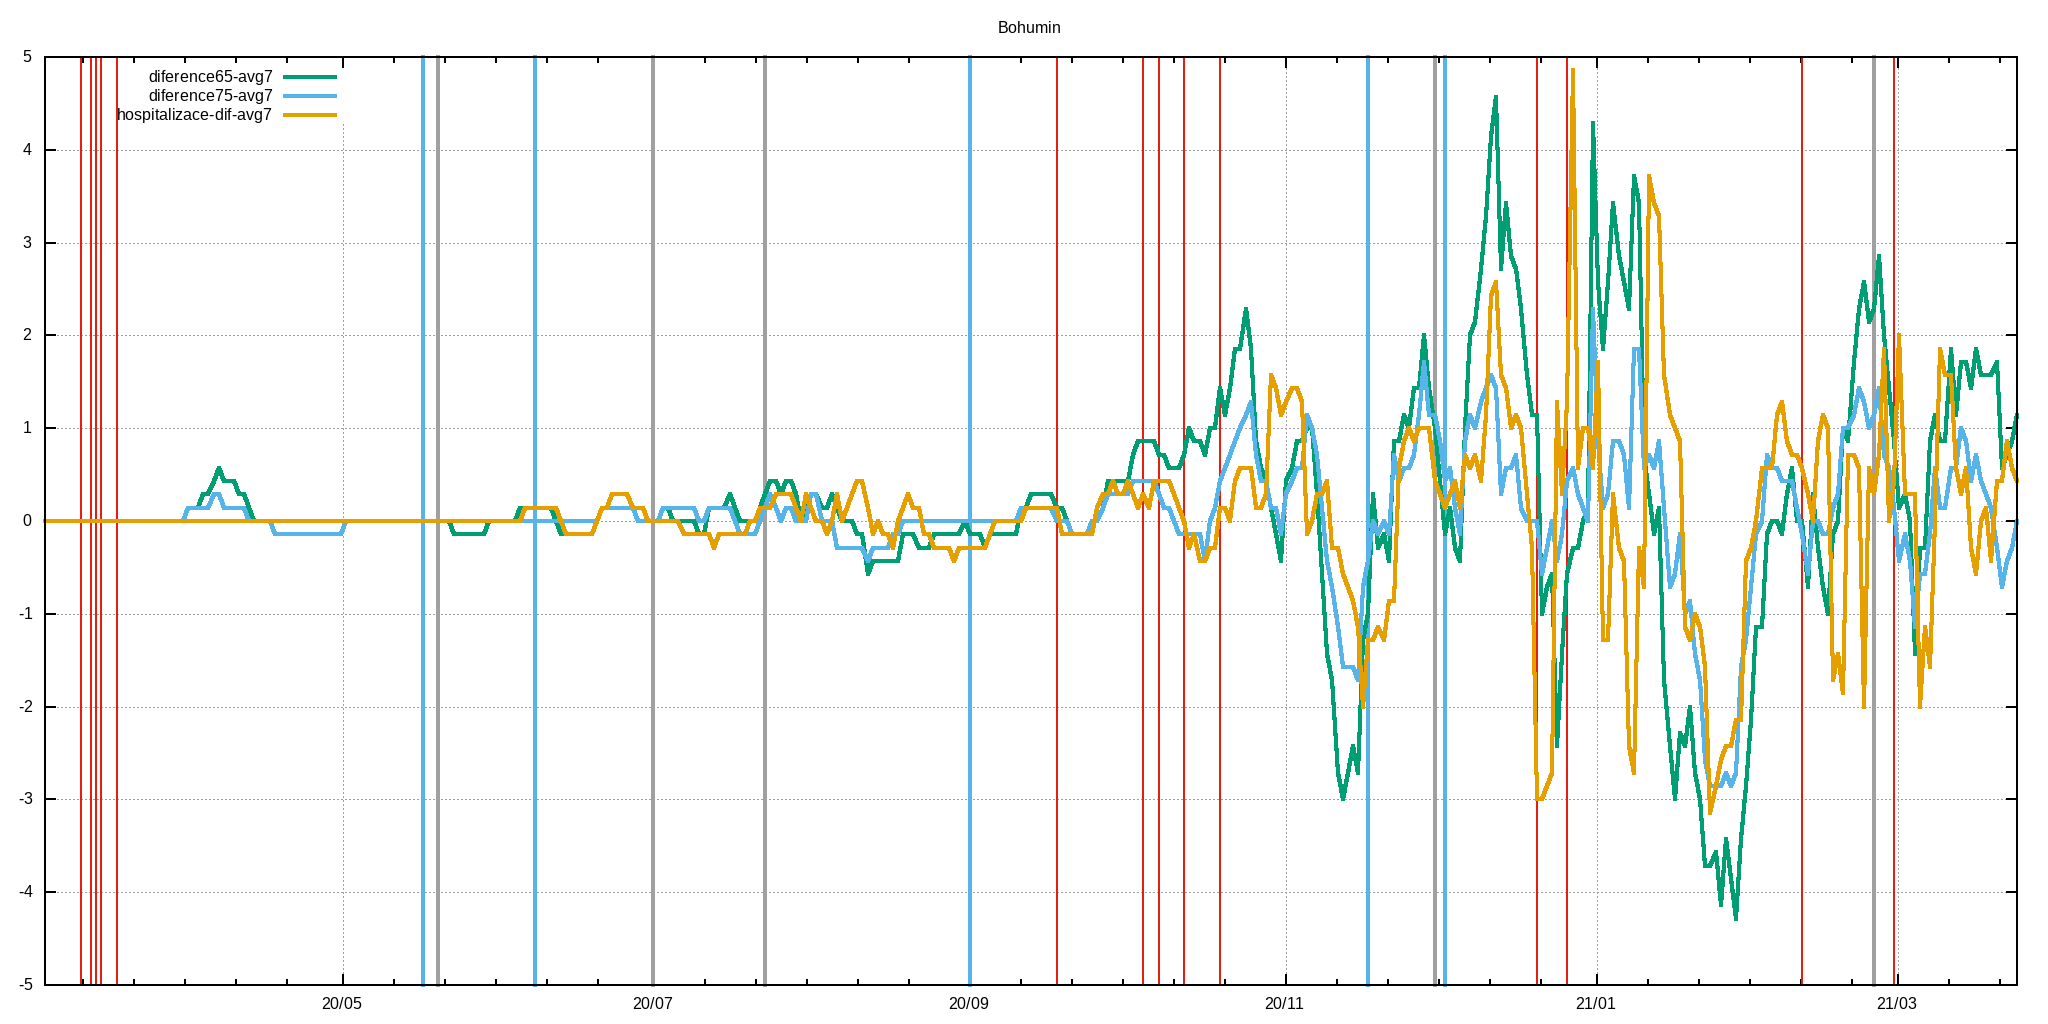 Bohumin
5
diference65-avg7
diference75-avg7
hospitalizace-dif-avg7
4
3
2
1
0
-1
-2
-3
-4
-5
20/05 20/07 20/09 20/11 21/01 21/03